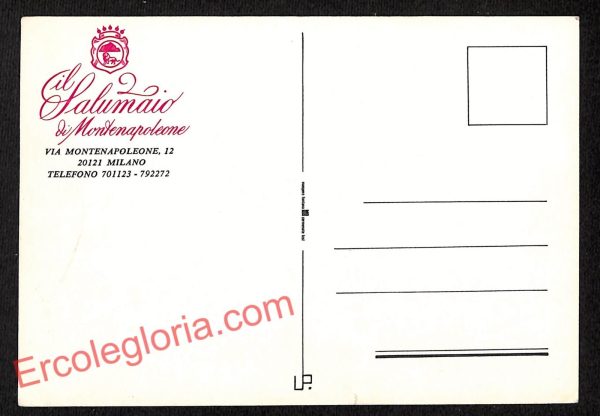 il
Salumaio
di Montenapoleone
VIA MONTENAPOLEONE, 12
20121 MILANO
TELEFONO 701123 - 792272
Ercolegloria.com